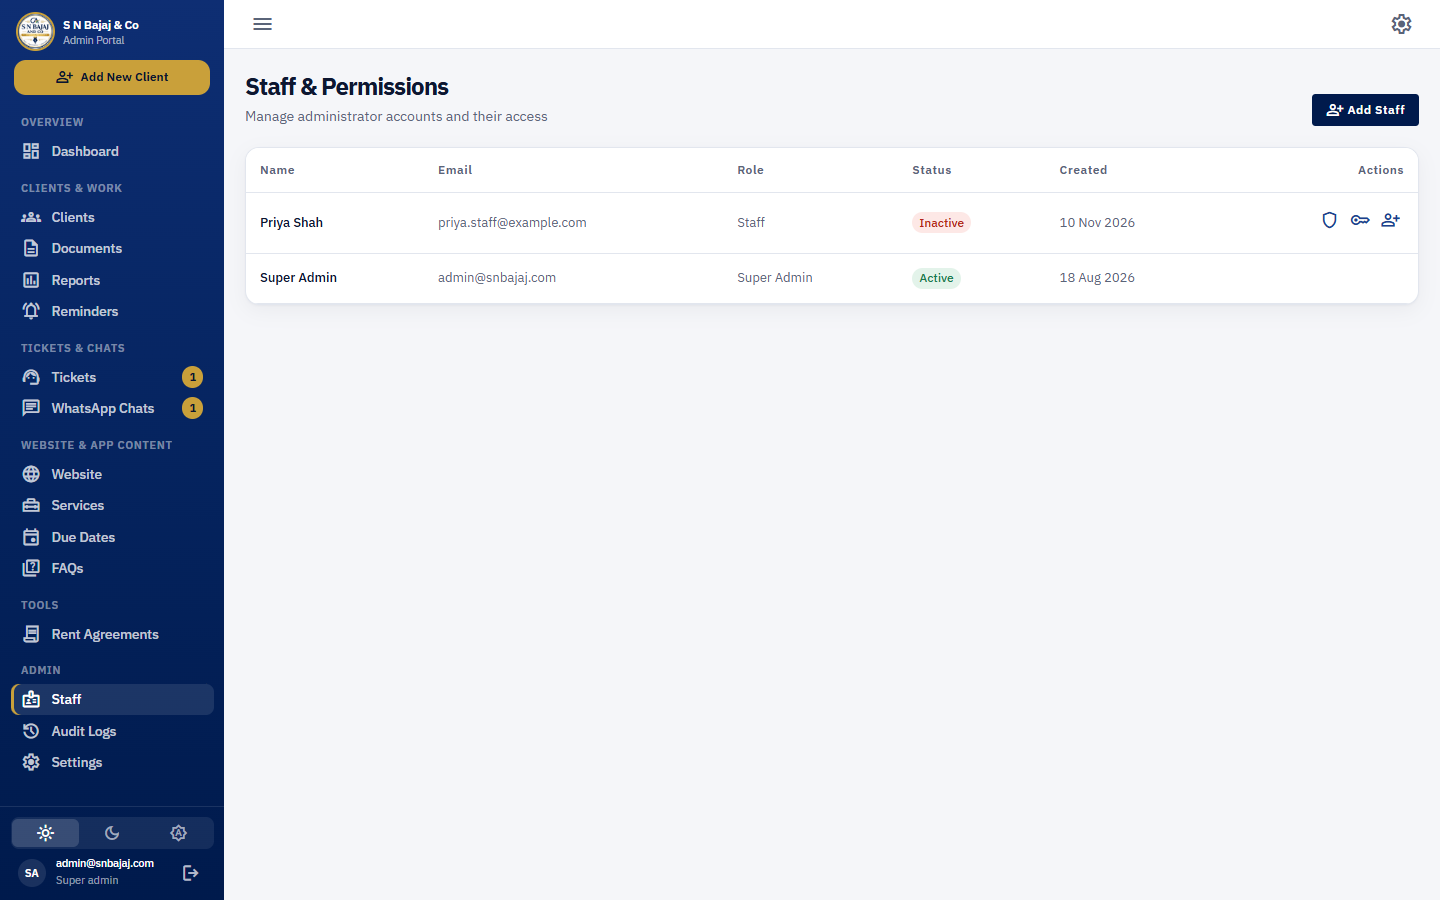 S N BAJAJ
AND CO
S N Bajaj & Co
Admin Portal
Add New Client
OVERVIEW
Dashboard
CLIENTS & WORK
Clients
Documents
Reports
Reminders
TICKETS & CHATS
Tickets 1
WhatsApp Chats 1
WEBSITE & APP CONTENT
Website
Services
Due Dates
FAQs
TOOLS
Rent Agreements
ADMIN
Staff
Audit Logs
Settings
SA
admin@snbajaj.com
Super admin
Staff & Permissions
Manage administrator accounts and their access
Add Staff
Name Email Role Status Created Actions
Priya Shah priya.staff@example.com Staff Inactive 10 Nov 2026
Super Admin admin@snbajaj.com Super Admin Active 18 Aug 2026